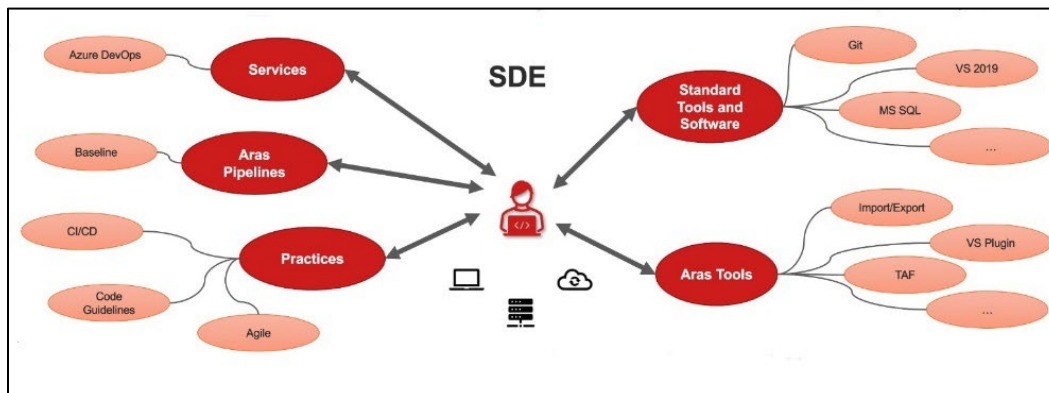 SDE
Azure DevOps
Services
Baseline
Aras
Pipelines
CI/CD
Practices
Code
Guidelines
Agile
Git
Standard
Tools and
Software
VS 2019
MS SQL
...
Import/Export
Aras Tools
VS Plugin
TAF
...